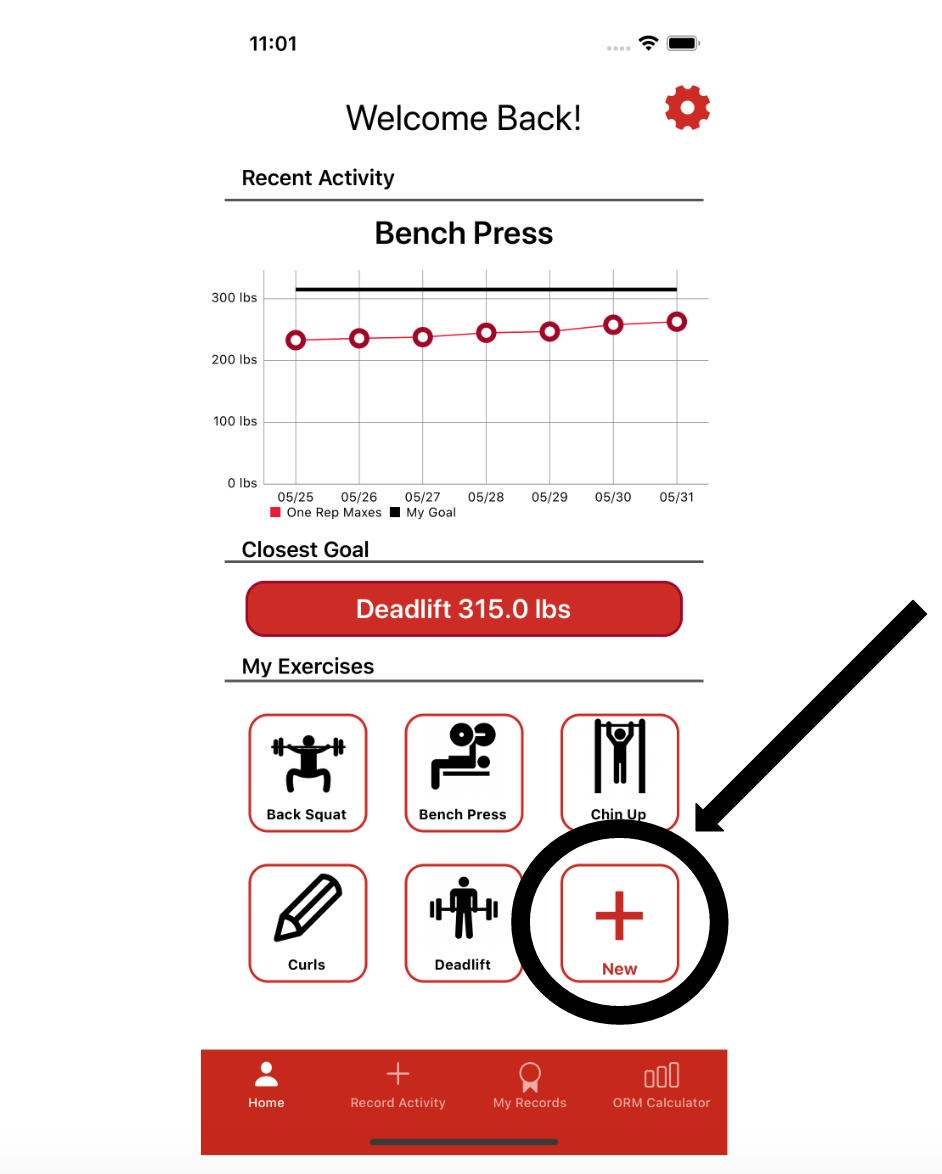 11:01
Welcome Back!
Recent Activity
Bench Press
300 lbs
200 lbs
100 lbs
0 lbs
05/25 05/26 05/27 05/28 05/29 05/30 05/31
One Rep Maxes My Goal
Closest Goal
Deadlift 315.0 lbs
My Exercises
Back Squat Bench Press Chin Up
Curls Deadlift New
Home Record Activity My Records ORM Calculator